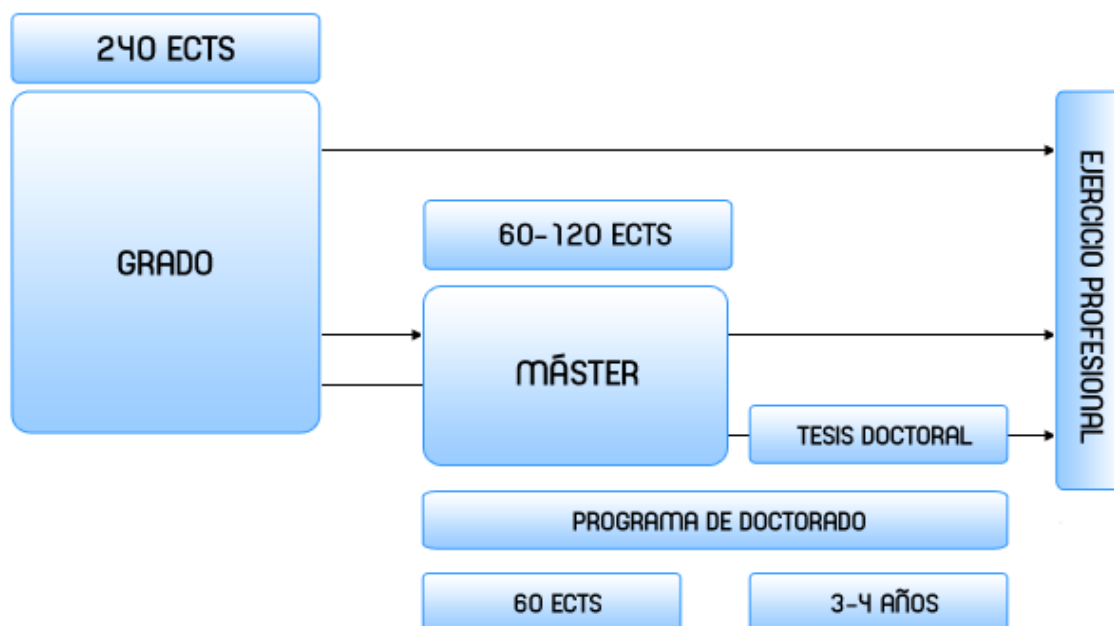 240 ECTS
GRADO
60-120 ECTS
MÁSTER
TESIS DOCTORAL
EJERCICIO PROFESIONAL
PROGRAMA DE DOCTORADO
60 ECTS
3-4 AÑOS